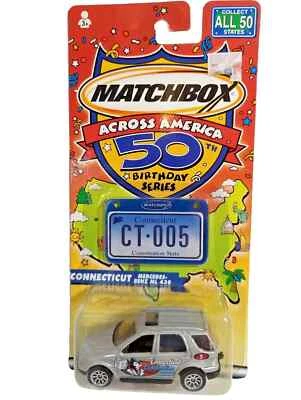 COLLECT
ALL 50
STATES
3+
MATCHBOX
ACROSS AMERICA
50TH
BIRTHDAY
SERIES
MATCHBOX
Connecticut
CT·005
Constitution State
CONNECTICUT
MERCEDES-
BENZ ML 430